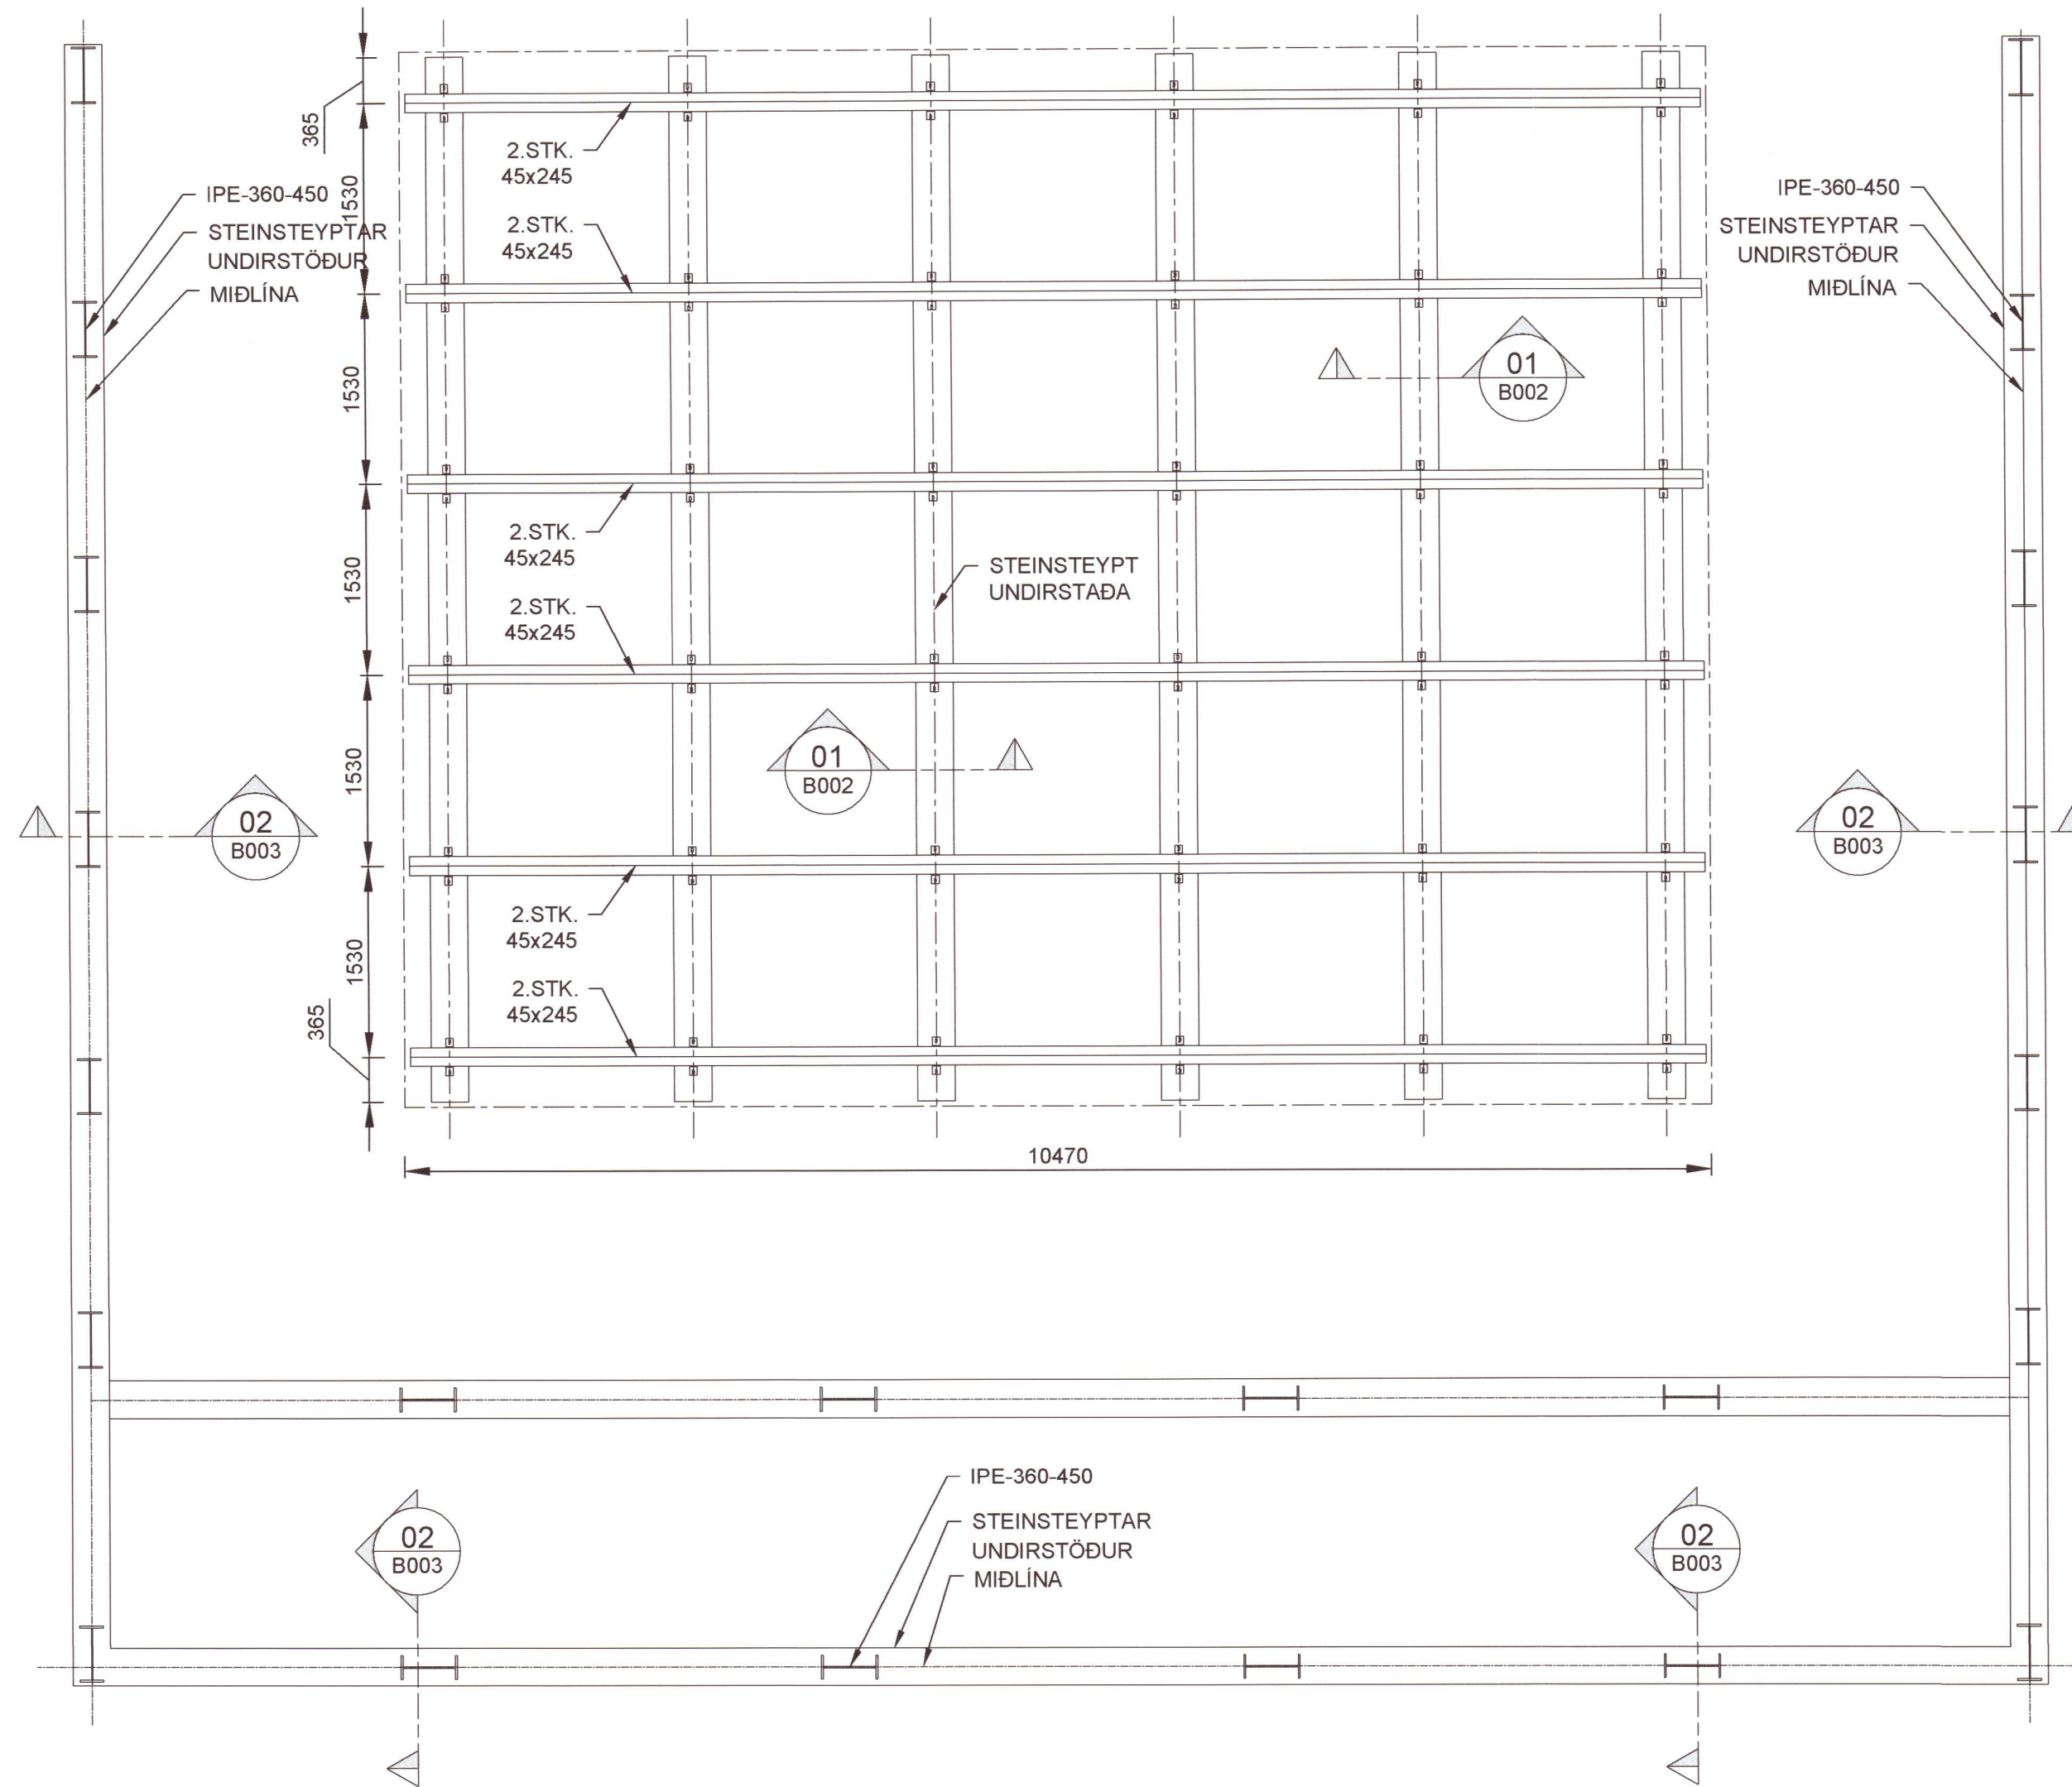 365
1530
1530
1530
1530
1530
365
IPE-360-450
STEINSTEYPTAR
UNDIRSTÖÐUR
MIÐLÍNA
2.STK.
45x245
2.STK.
45x245
2.STK.
45x245
2.STK.
45x245
2.STK.
45x245
2.STK.
45x245
STEINSTEYPT
UNDIRSTAÐA
01
B002
01
B002
IPE-360-450
STEINSTEYPTAR
UNDIRSTÖÐUR
MIÐLÍNA
02
B003
02
B003
10470
IPE-360-450
STEINSTEYPTAR
UNDIRSTÖÐUR
MIÐLÍNA
02
B003
02
B003